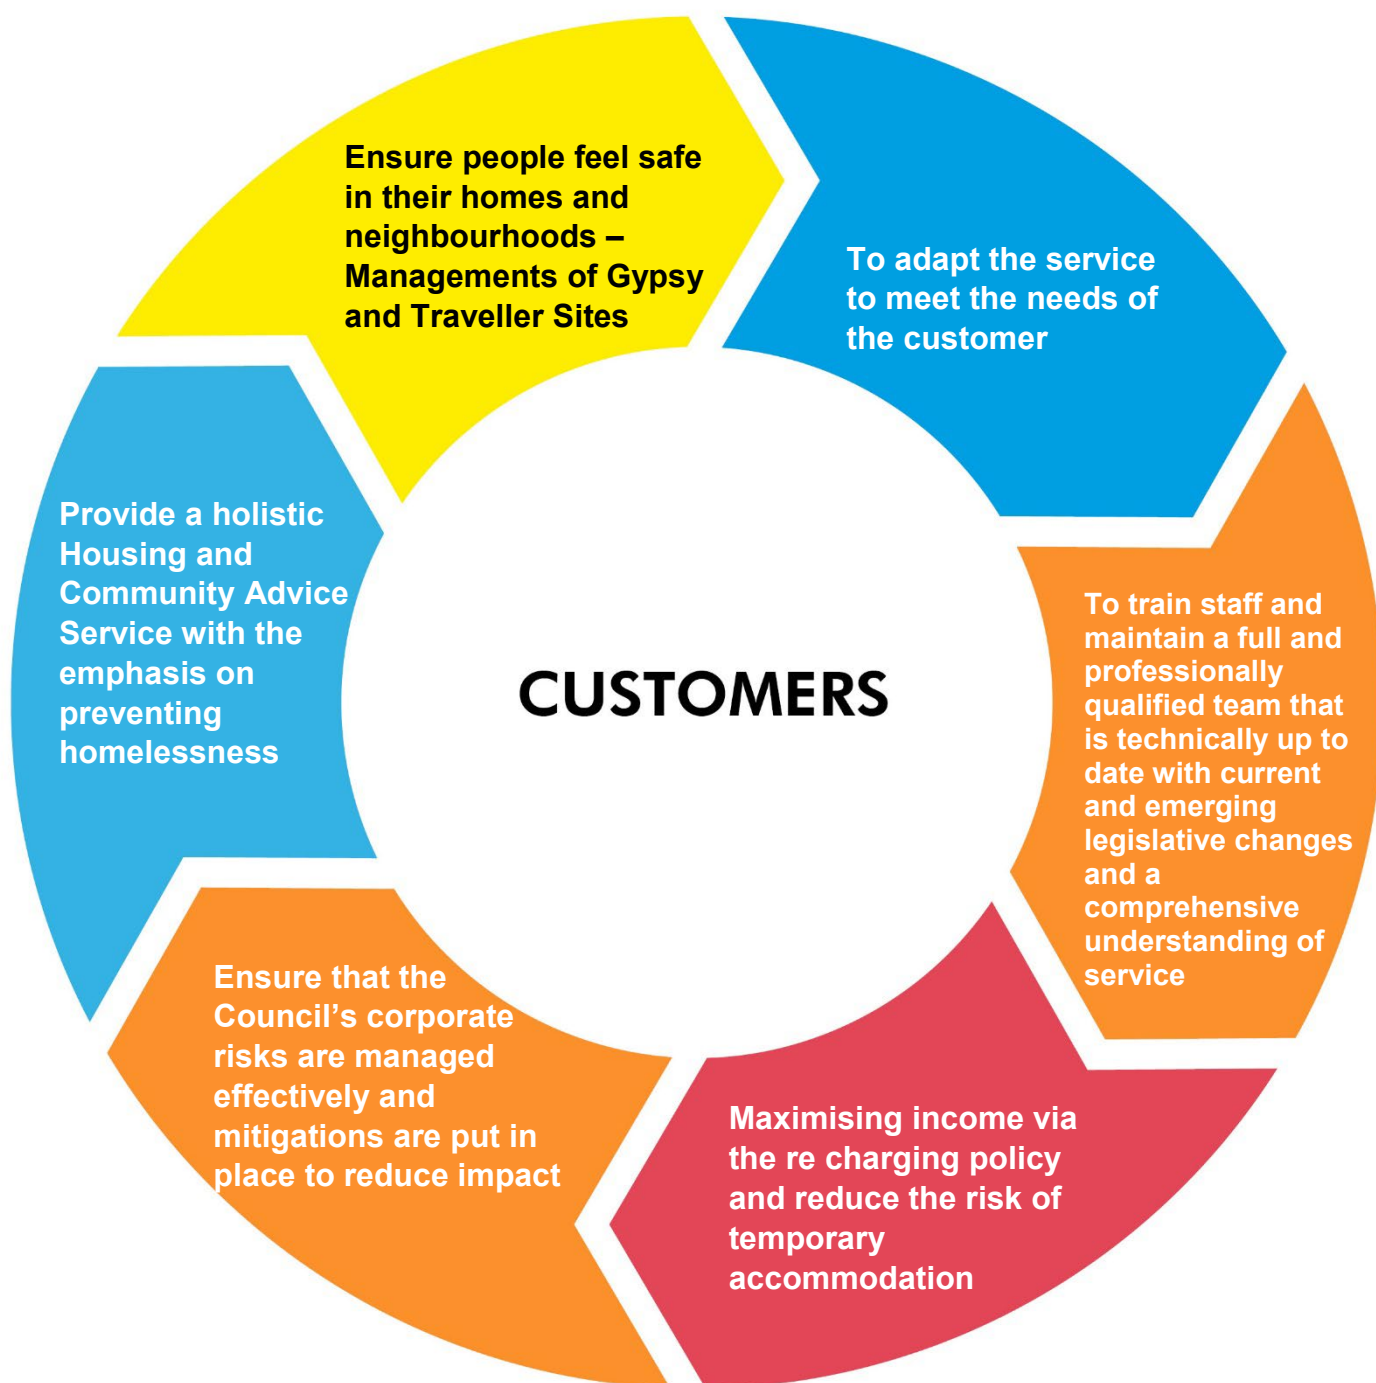 Ensure people feel safe
in their homes and
neighbourhoods –
Managements of Gypsy
and Traveller Sites
To adapt the service
to meet the needs of
the customer
To train staff and
maintain a full and
professionally
qualified team that
is technically up to
date with current
and emerging
legislative changes
and a
comprehensive
understanding of
service
Maximising income via
the re charging policy
and reduce the risk of
temporary
accommodation
Ensure that the
Council’s corporate
risks are managed
effectively and
mitigations are put in
place to reduce impact
Provide a holistic
Housing and
Community Advice
Service with the
emphasis on
preventing
homelessness
CUSTOMERS